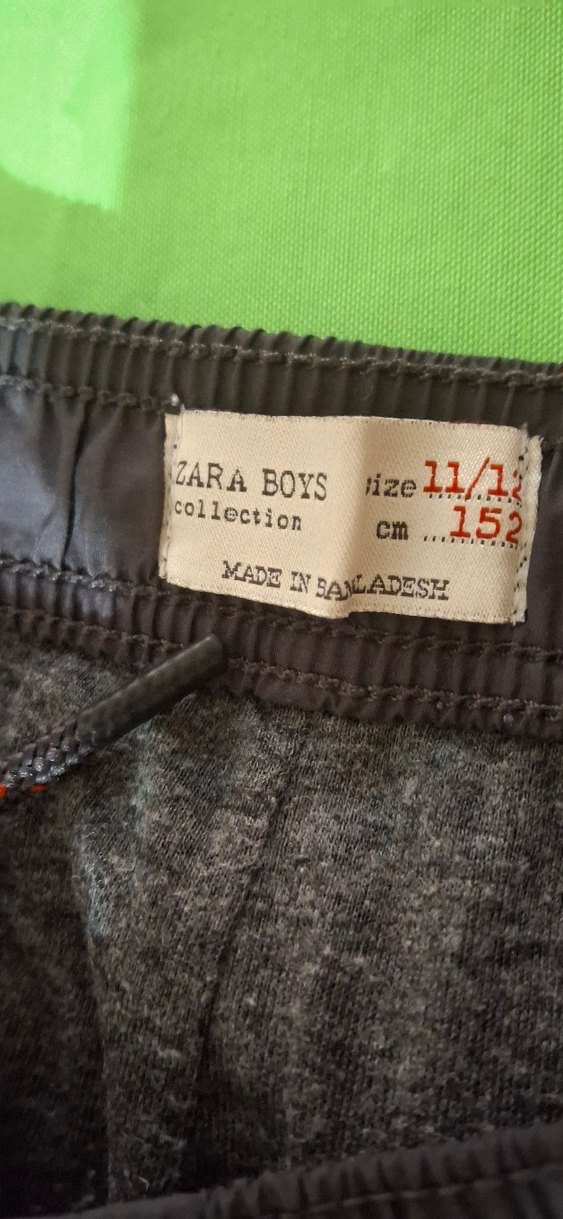 ZARA BOYS
collection
size 11/12
cm 152
MADE IN BANGLADESH